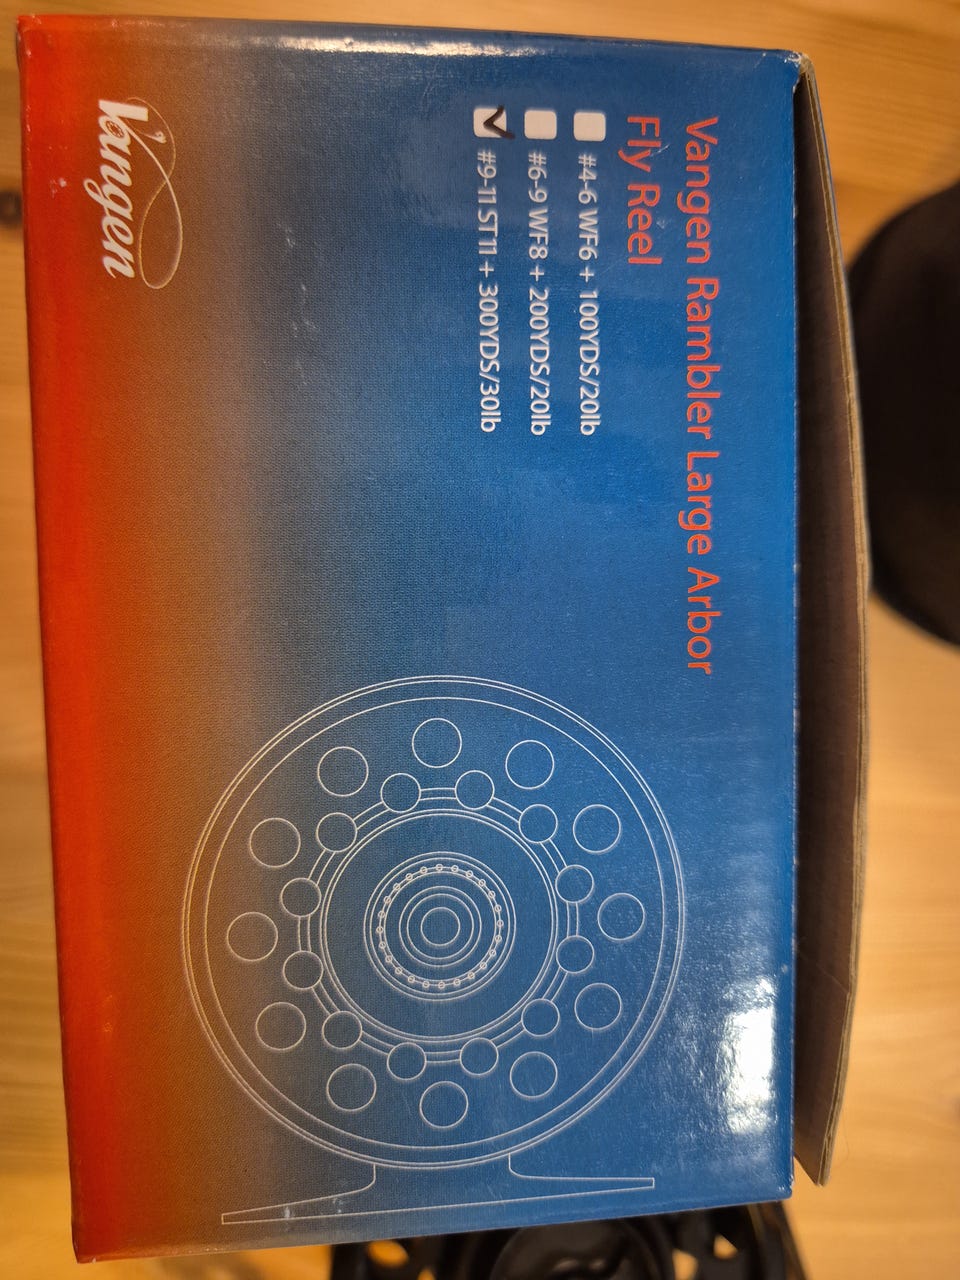 Vangen Rambler Large Arbor
Fly Reel
#4-6 WF6 + 100YDS/20lb
#6-9 WF8 + 200YDS/20lb
#9-11 ST11 + 300YDS/30lb
Vangen